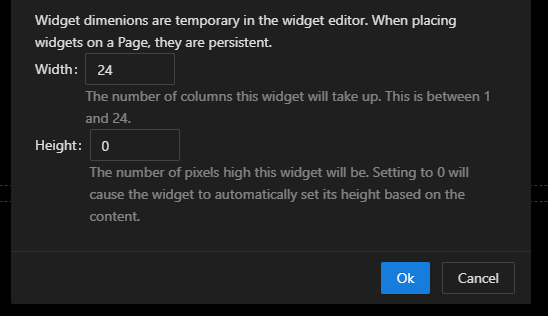 Widget dimenions are temporary in the widget editor. When placing
widgets on a Page, they are persistent.
Width: 24
The number of columns this widget will take up. This is between 1
and 24.
Height: 0
The number of pixels high this widget will be. Setting to 0 will
cause the widget to automatically set its height based on the
content.
Ok Cancel